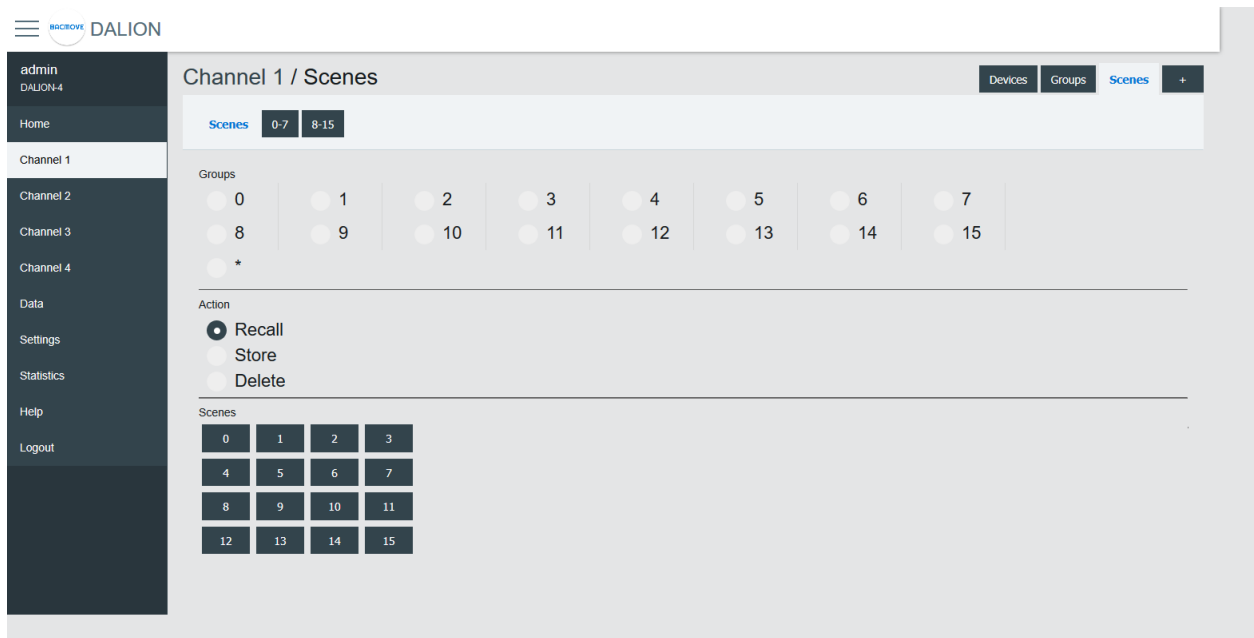 BACMOVE DALION
admin
DALION-4
Home
Channel 1
Channel 2
Channel 3
Channel 4
Data
Settings
Statistics
Help
Logout
Channel 1 / Scenes
Devices Groups Scenes +
Scenes 0-7 8-15
Groups
0 1 2 3 4 5 6 7
8 9 10 11 12 13 14 15
*
Action
Recall
Store
Delete
Scenes
0 1 2 3
4 5 6 7
8 9 10 11
12 13 14 15